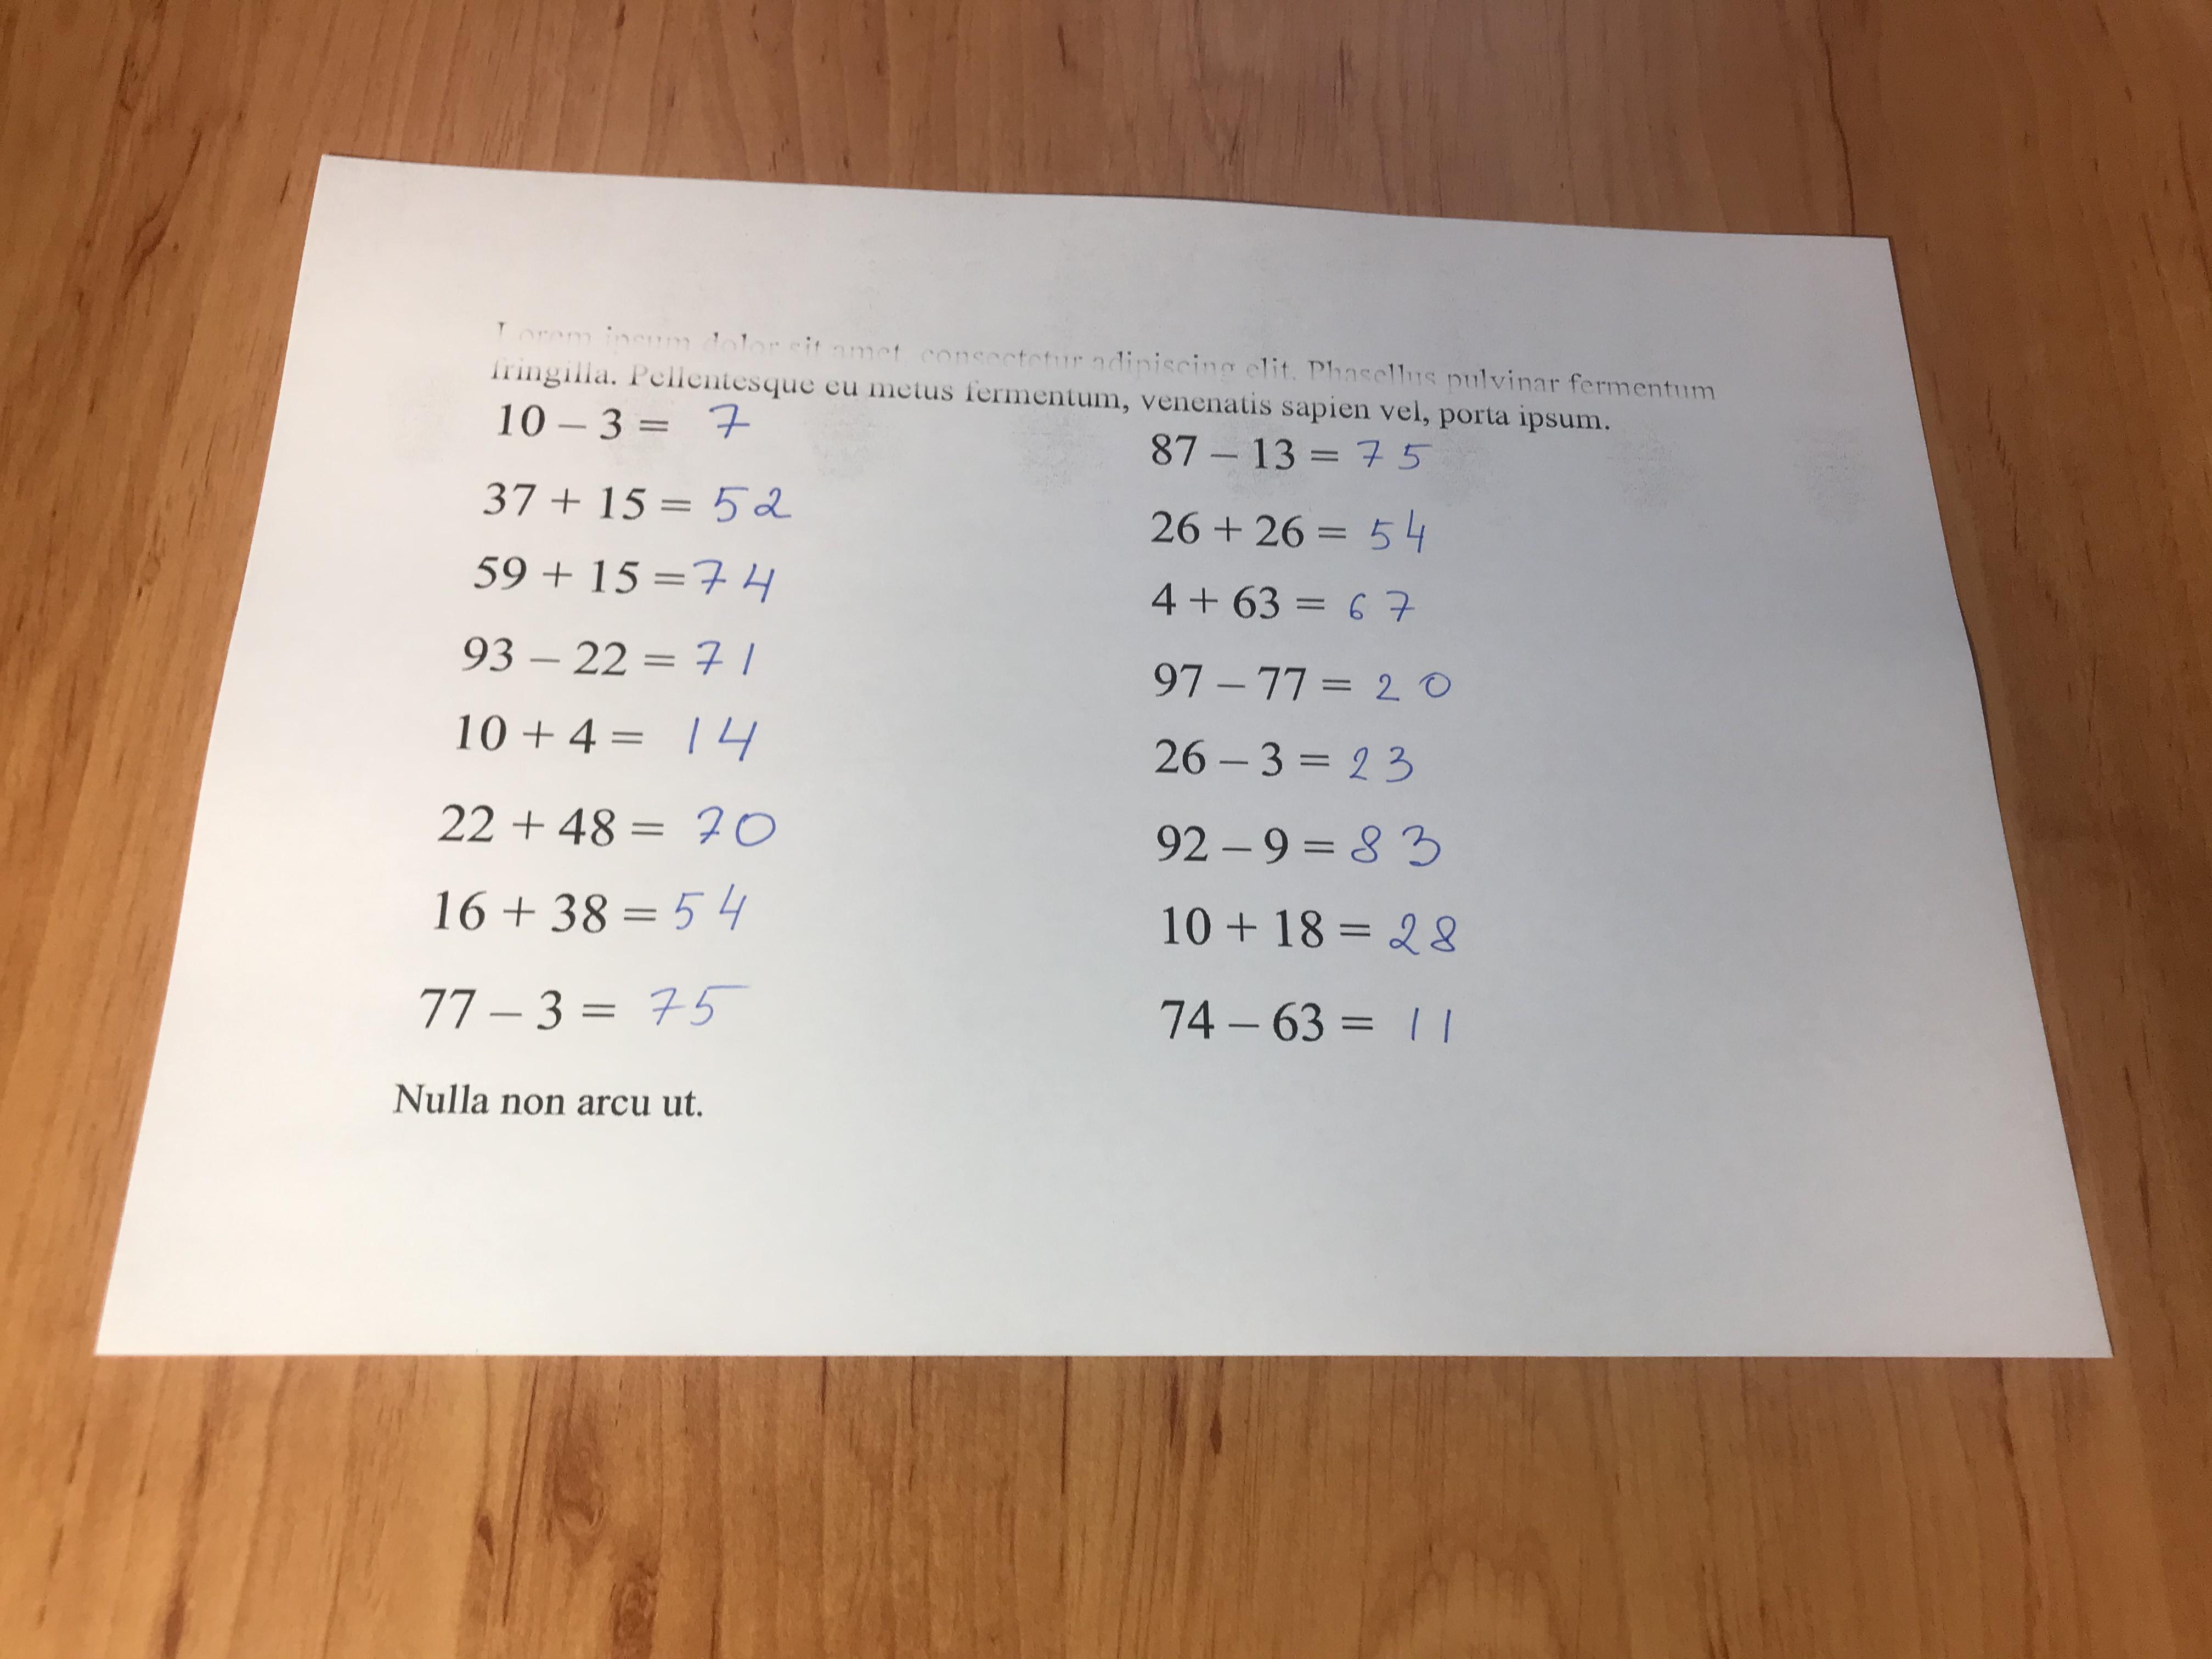 Lorem ipsum dolor sit amet, consectetur adipiscing elit. Phasellus pulvinar fermentum
fringilla. Pellentesque eu metus fermentum, venenatis sapien vel, porta ipsum.
10 – 3 = 7
37 + 15 = 52
59 + 15 = 74
93 – 22 = 71
10 + 4 = 14
22 + 48 = 70
16 + 38 = 54
77 – 3 = 75
87 – 13 = 75
26 + 26 = 54
4 + 63 = 67
97 – 77 = 20
26 – 3 = 23
92 – 9 = 83
10 + 18 = 28
74 – 63 = 11
Nulla non arcu ut.